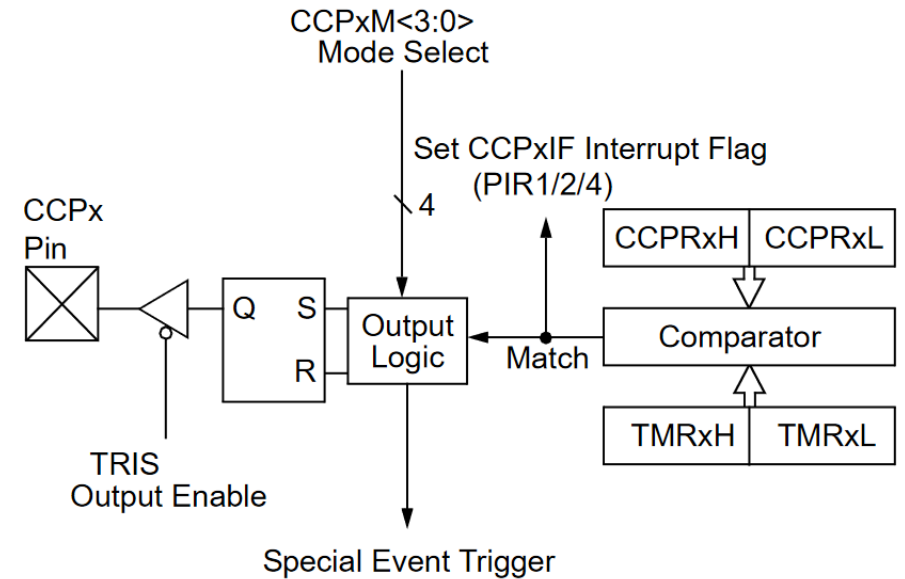 CCPxM<3:0>
Mode Select
Set CCPxIF Interrupt Flag
(PIR1/2/4)
4
CCPx
Pin
CCPRxH CCPRxL
Q S
R
Output
Logic
Match
Comparator
TMRxH TMRxL
TRIS
Output Enable
Special Event Trigger